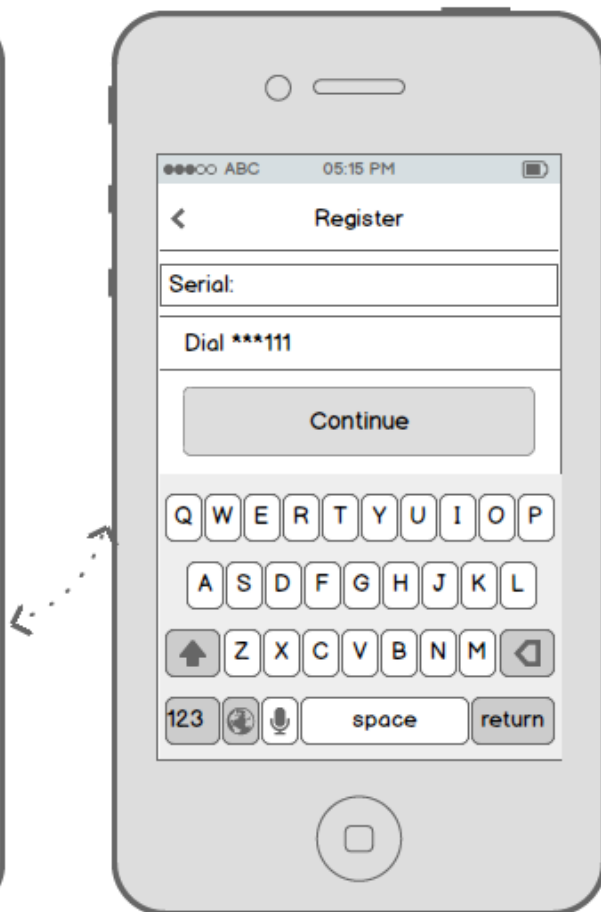 ABC 05:15 PM
Register
Serial:
Dial ***111
Continue
Q W E R T Y U I O P
A S D F G H J K L
Z X C V B N M
123 space return